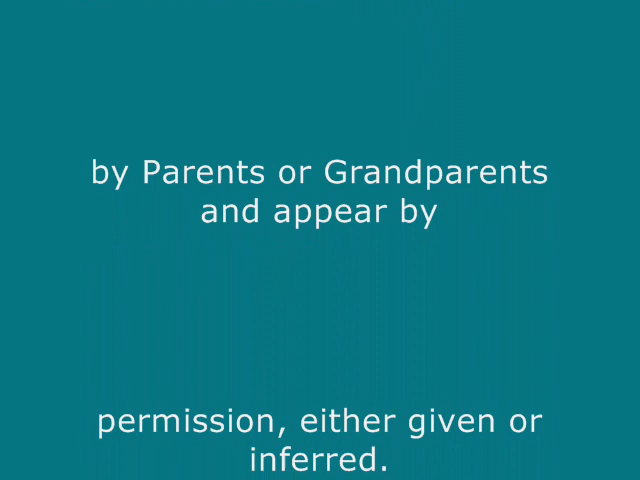 by Parents or Grandparents
and appear by
permission, either given or
inferred.